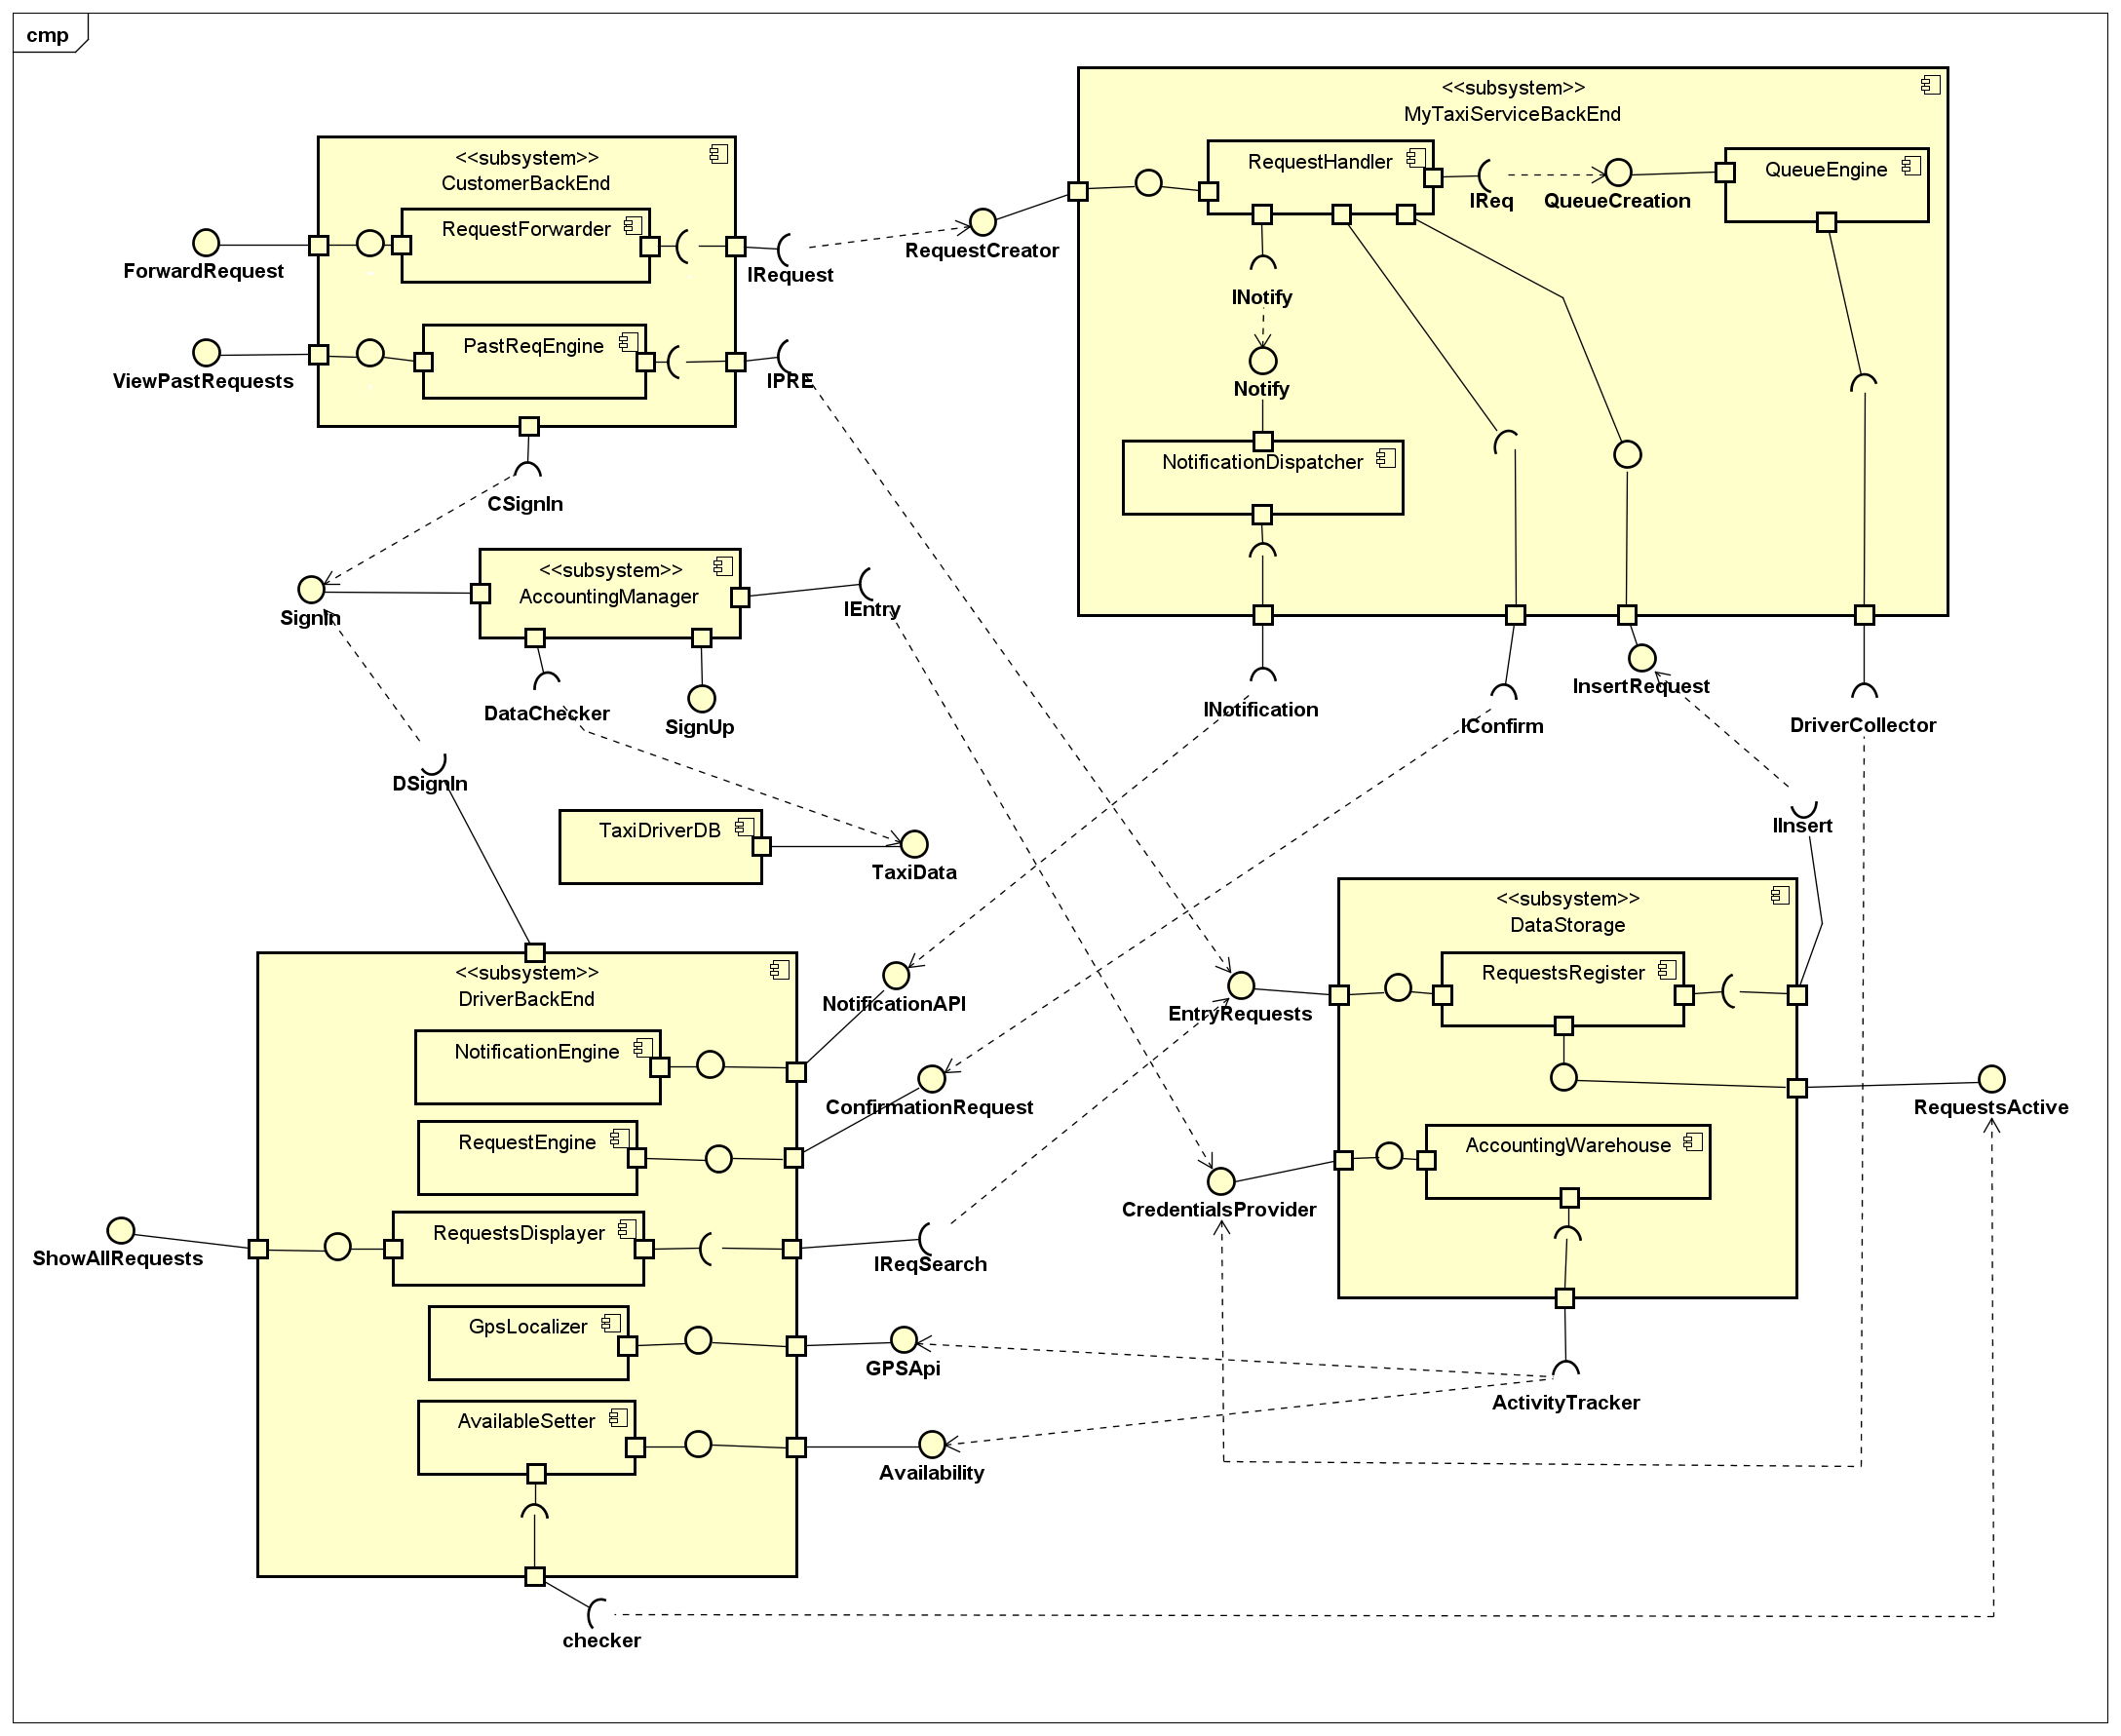 cmp
<<subsystem>>
MyTaxiServiceBackEnd
RequestHandler
IReq
QueueCreation
QueueEngine
INotify
Notify
NotificationDispatcher
<<subsystem>>
CustomerBackEnd
RequestForwarder
PastReqEngine
ForwardRequest
ViewPastRequests
IRequest
RequestCreator
IPRE
CSignIn
<<subsystem>>
AccountingManager
SignIn
IEntry
DataChecker
SignUp
INotification
IConfirm
InsertRequest
DriverCollector
DSignIn
TaxiDriverDB
TaxiData
IInsert
<<subsystem>>
DataStorage
RequestsRegister
AccountingWarehouse
<<subsystem>>
DriverBackEnd
NotificationEngine
RequestEngine
RequestsDisplayer
GpsLocalizer
AvailableSetter
NotificationAPI
EntryRequests
ConfirmationRequest
RequestsActive
CredentialsProvider
ShowAllRequests
IReqSearch
GPSApi
ActivityTracker
Availability
checker